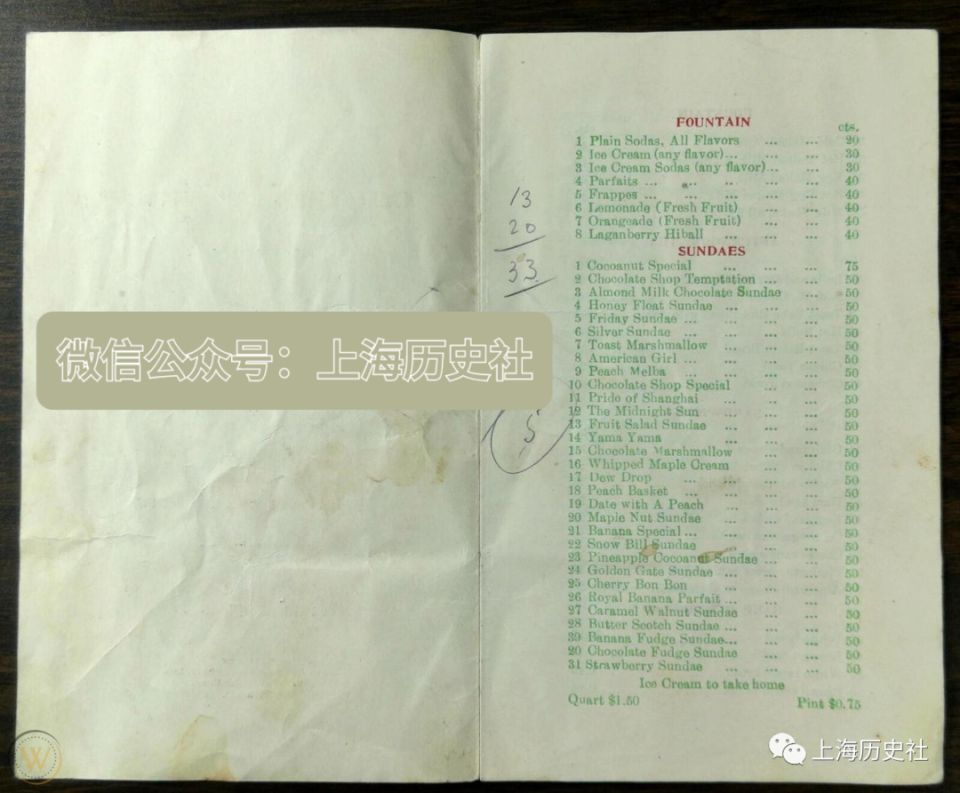 FOUNTAIN
cts.
1 Plain Sodas, All Flavors ... ... 20
2 Ice Cream (any flavor)... ... ... 30
3 Ice Cream Sodas (any flavor)... ... 30
4 Parfaits ... ... ... ... 40
5 Frappes ... ... ... ... 40
6 Lemonade (Fresh Fruit) ... ... 40
7 Orangeade (Fresh Fruit) ... ... 40
8 Laganberry Hiball ... ... ... 40
SUNDAES
1 Cocoanut Special ... ... ... 75
2 Chocolate Shop Temptation ... ... 50
3 Almond Milk Chocolate Sundae ... 50
4 Honey Float Sundae ... ... ... 50
5 Friday Sundae ... ... ... ... 50
6 Silver Sundae ... ... ... ... 50
7 Toast Marshmallow ... ... ... 50
8 American Girl ... ... ... ... 50
9 Peach Melba ... ... ... ... 50
10 Chocolate Shop Special ... ... 50
11 Pride of Shanghai ... ... ... 50
12 The Midnight Sun ... ... ... 50
13 Fruit Salad Sundae ... ... ... 50
14 Yama Yama ... ... ... 50
15 Chocolate Marshmallow ... ... 50
16 Whipped Maple Cream ... ... 50
17 Dew Drop ... ... ... ... 50
18 Peach Basket ... ... ... ... 50
19 Date with A Peach ... ... ... 50
20 Maple Nut Sundae ... ... ... 50
21 Banana Special ... ... ... ... 50
22 Snow Bill Sundae ... ... ... 50
23 Pineapple Cocoanut Sundae ... ... 50
24 Golden Gate Sundae ... ... ... 50
25 Cherry Bon Bon ... ... ... 50
26 Royal Banana Parfait ... ... ... 50
27 Caramel Walnut Sundae ... ... 50
28 Butter Scotch Sundae ... ... ... 50
39 Banana Fudge Sundae... ... ... 50
20 Chocolate Fudge Sundae ... ... 50
31 Strawberry Sundae ... ... ... 50
Ice Cream to take home
Quart $1.50 Pint $0.75
13
20
33
5
微信公众号：上海历史社
上海历史社
W